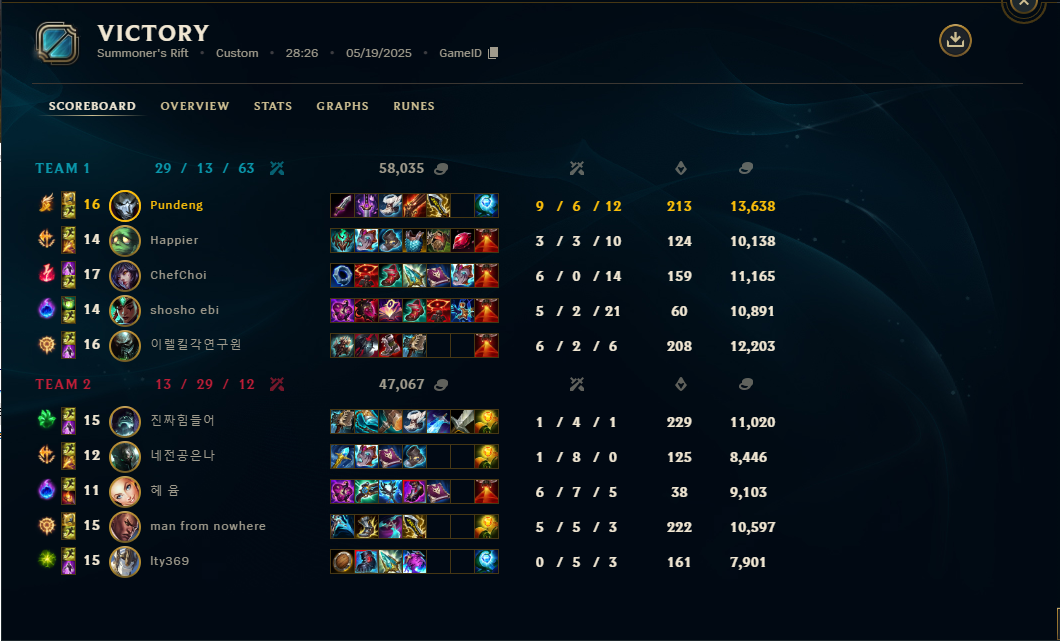 VICTORY
Summoner's Rift • Custom • 28:26 • 05/19/2025 • GameID
SCOREBOARD OVERVIEW STATS GRAPHS RUNES
TEAM 1 29 / 13 / 63 58,035
16 Pundeng 9 / 6 / 12 213 13,638
14 Happier 3 / 3 / 10 124 10,138
17 ChefChoi 6 / 0 / 14 159 11,165
14 shosho ebi 5 / 2 / 21 60 10,891
16 이렐킬각연구원 6 / 2 / 6 208 12,203
TEAM 2 13 / 29 / 12 47,067
15 진짜힘들어 1 / 4 / 1 229 11,020
12 네전공은나 1 / 8 / 0 125 8,446
11 헤 윰 6 / 7 / 5 38 9,103
15 man from nowhere 5 / 5 / 3 222 10,597
15 lty369 0 / 5 / 3 161 7,901